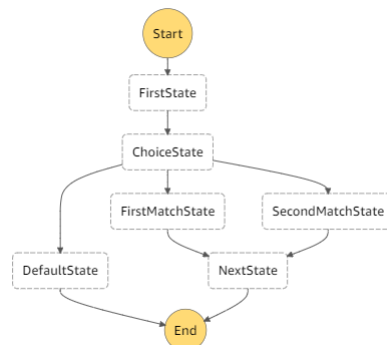 Start
FirstState
ChoiceState
FirstMatchState
SecondMatchState
DefaultState
NextState
End